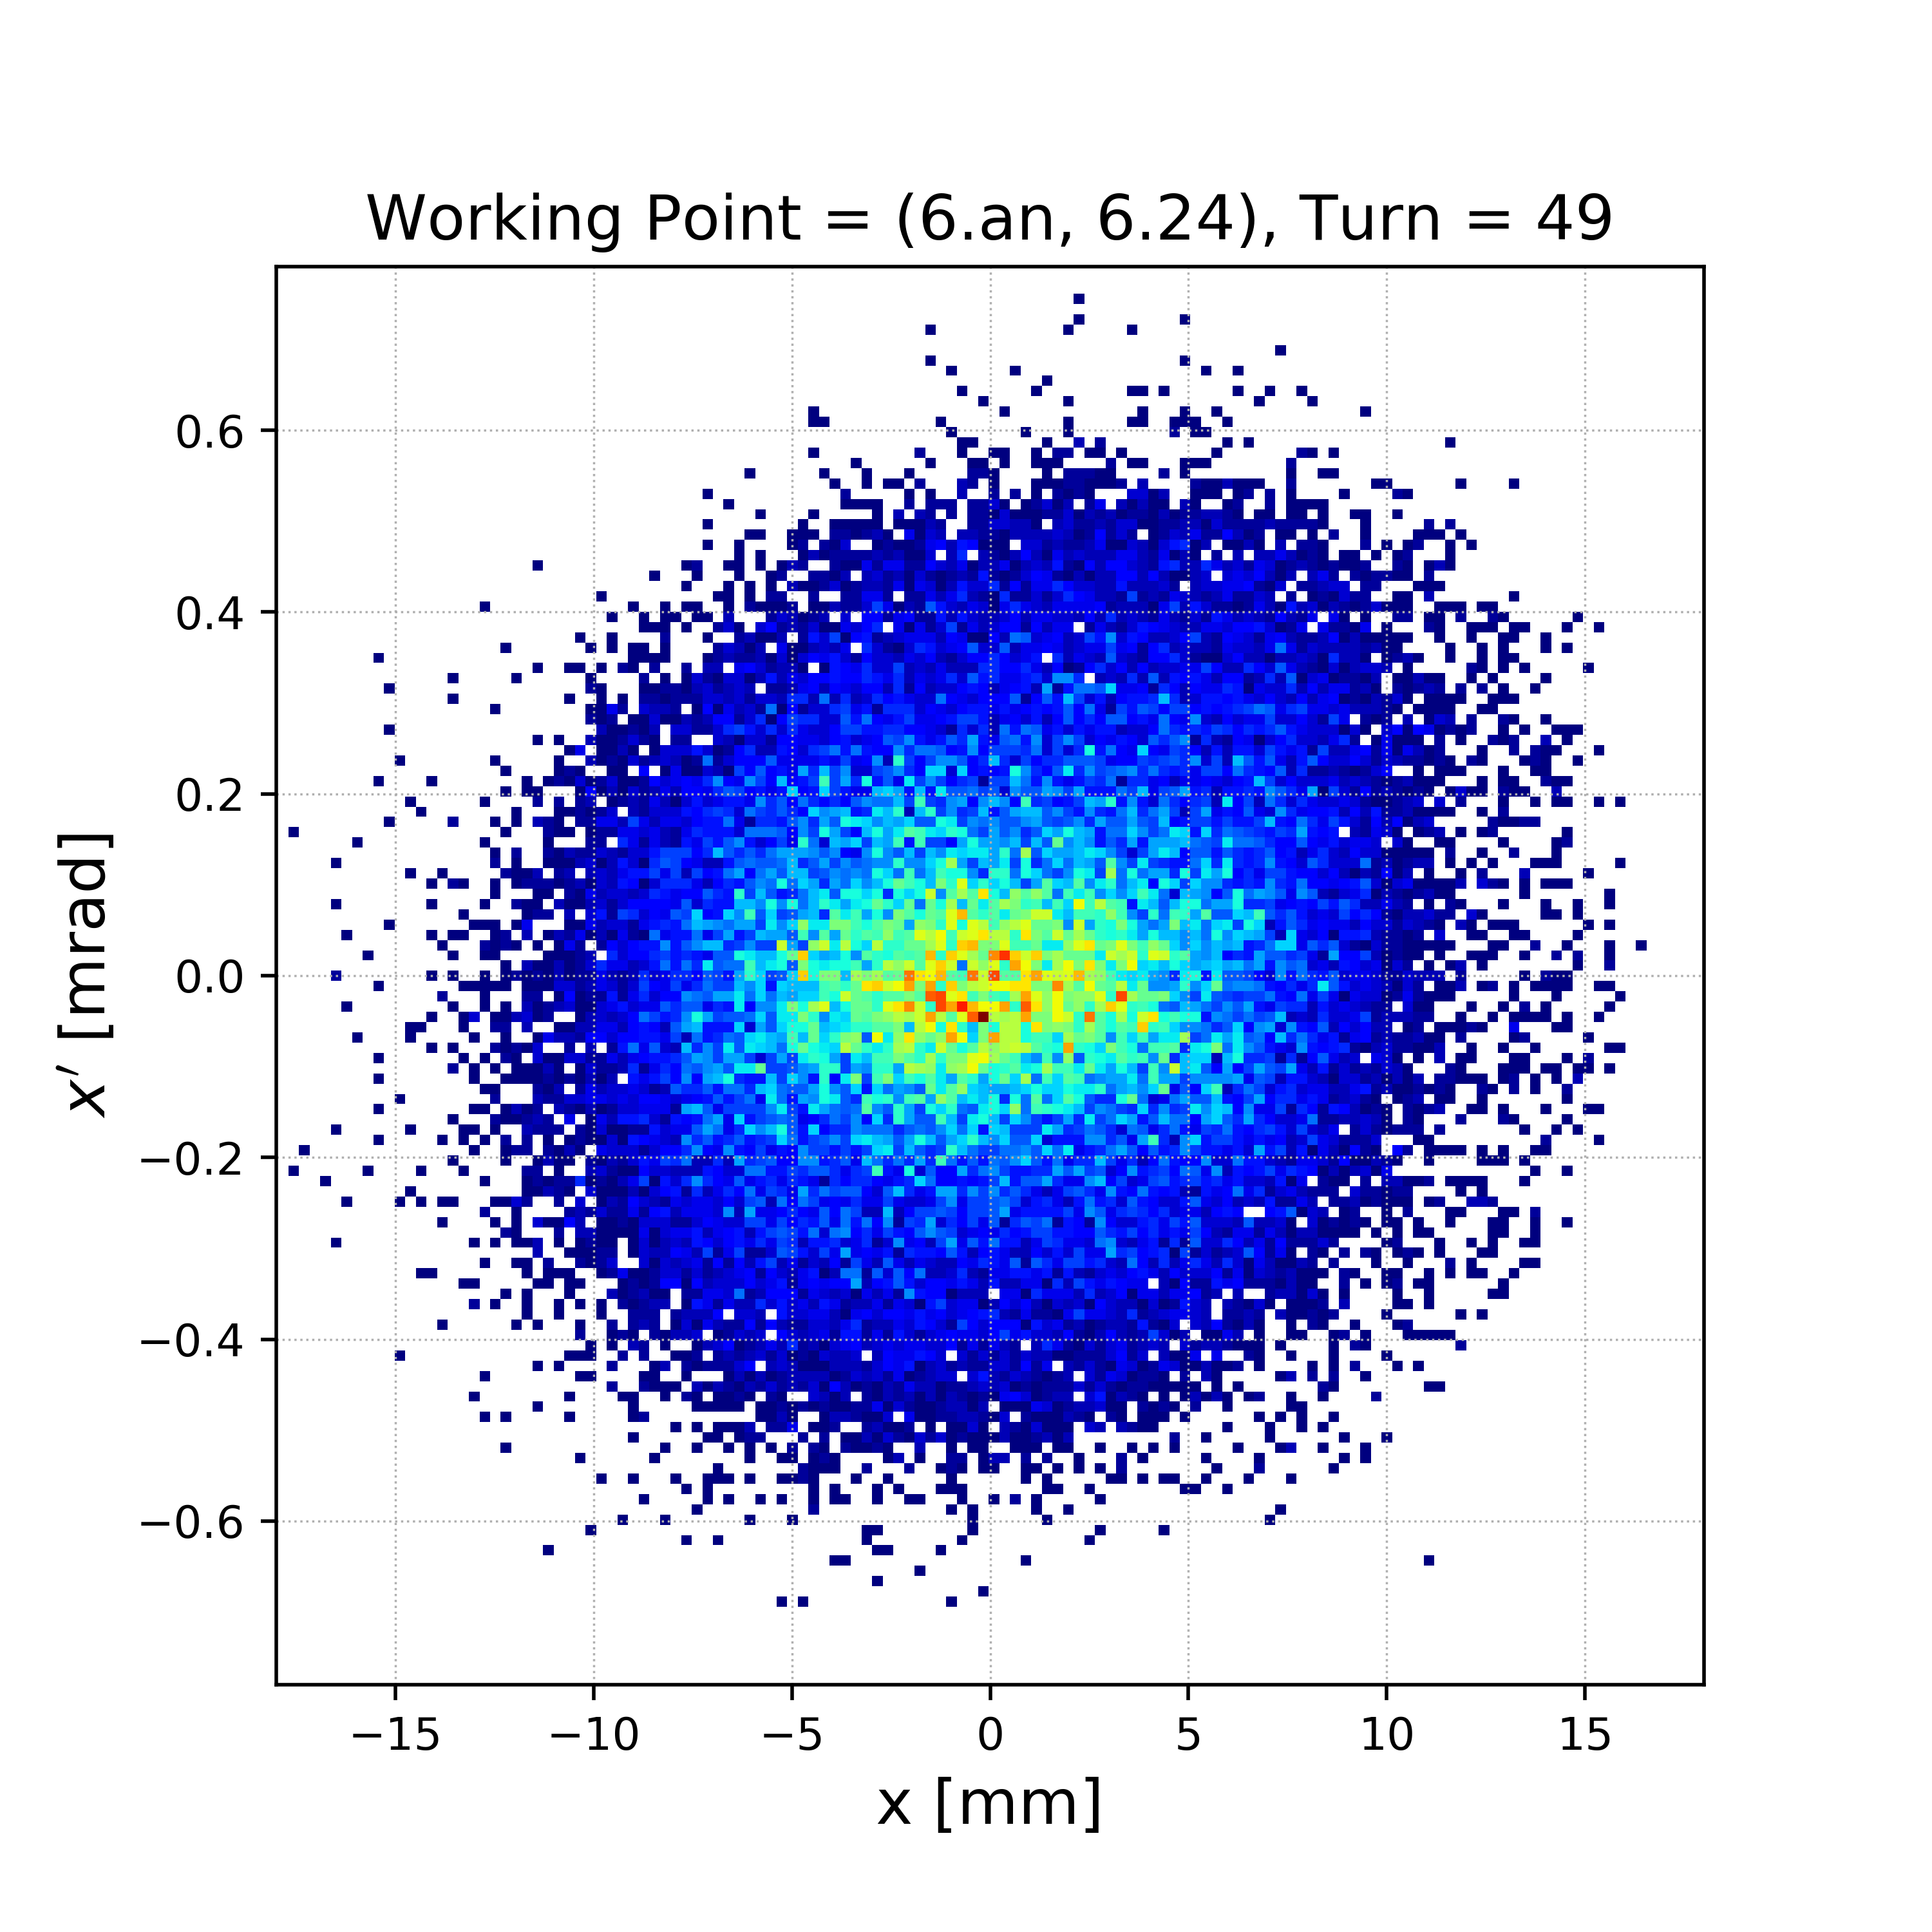 Working Point = (6.an, 6.24), Turn = 49
0.6
0.4
0.2
0.0
−0.2
−0.4
−0.6
x′ [mrad]
−15 −10 −5 0 5 10 15
x [mm]